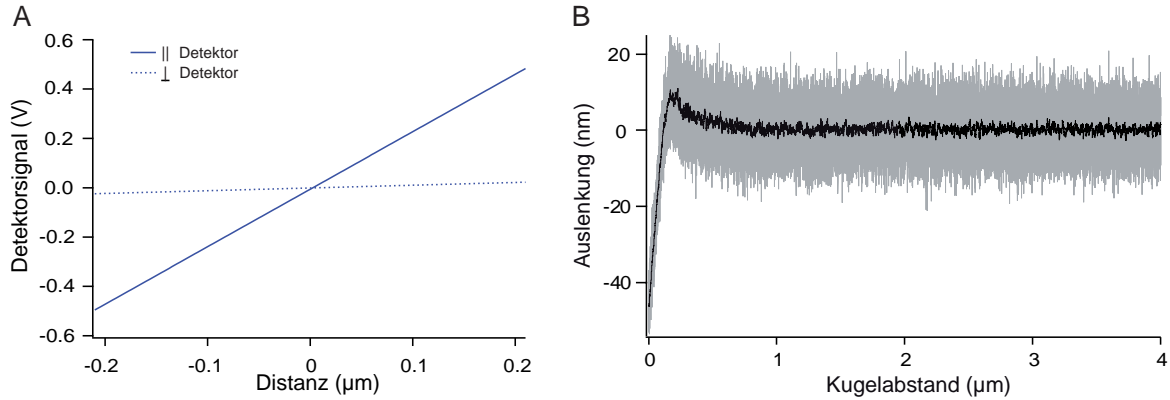 A
0.6
0.4
0.2
0.0
-0.2
-0.4
-0.6
Detektorsignal (V)
|| Detektor
⊥ Detektor
-0.2
-0.1
0
0.1
0.2
Distanz (µm)
B
20
0
-20
-40
Auslenkung (nm)
0
1
2
3
4
Kugelabstand (µm)